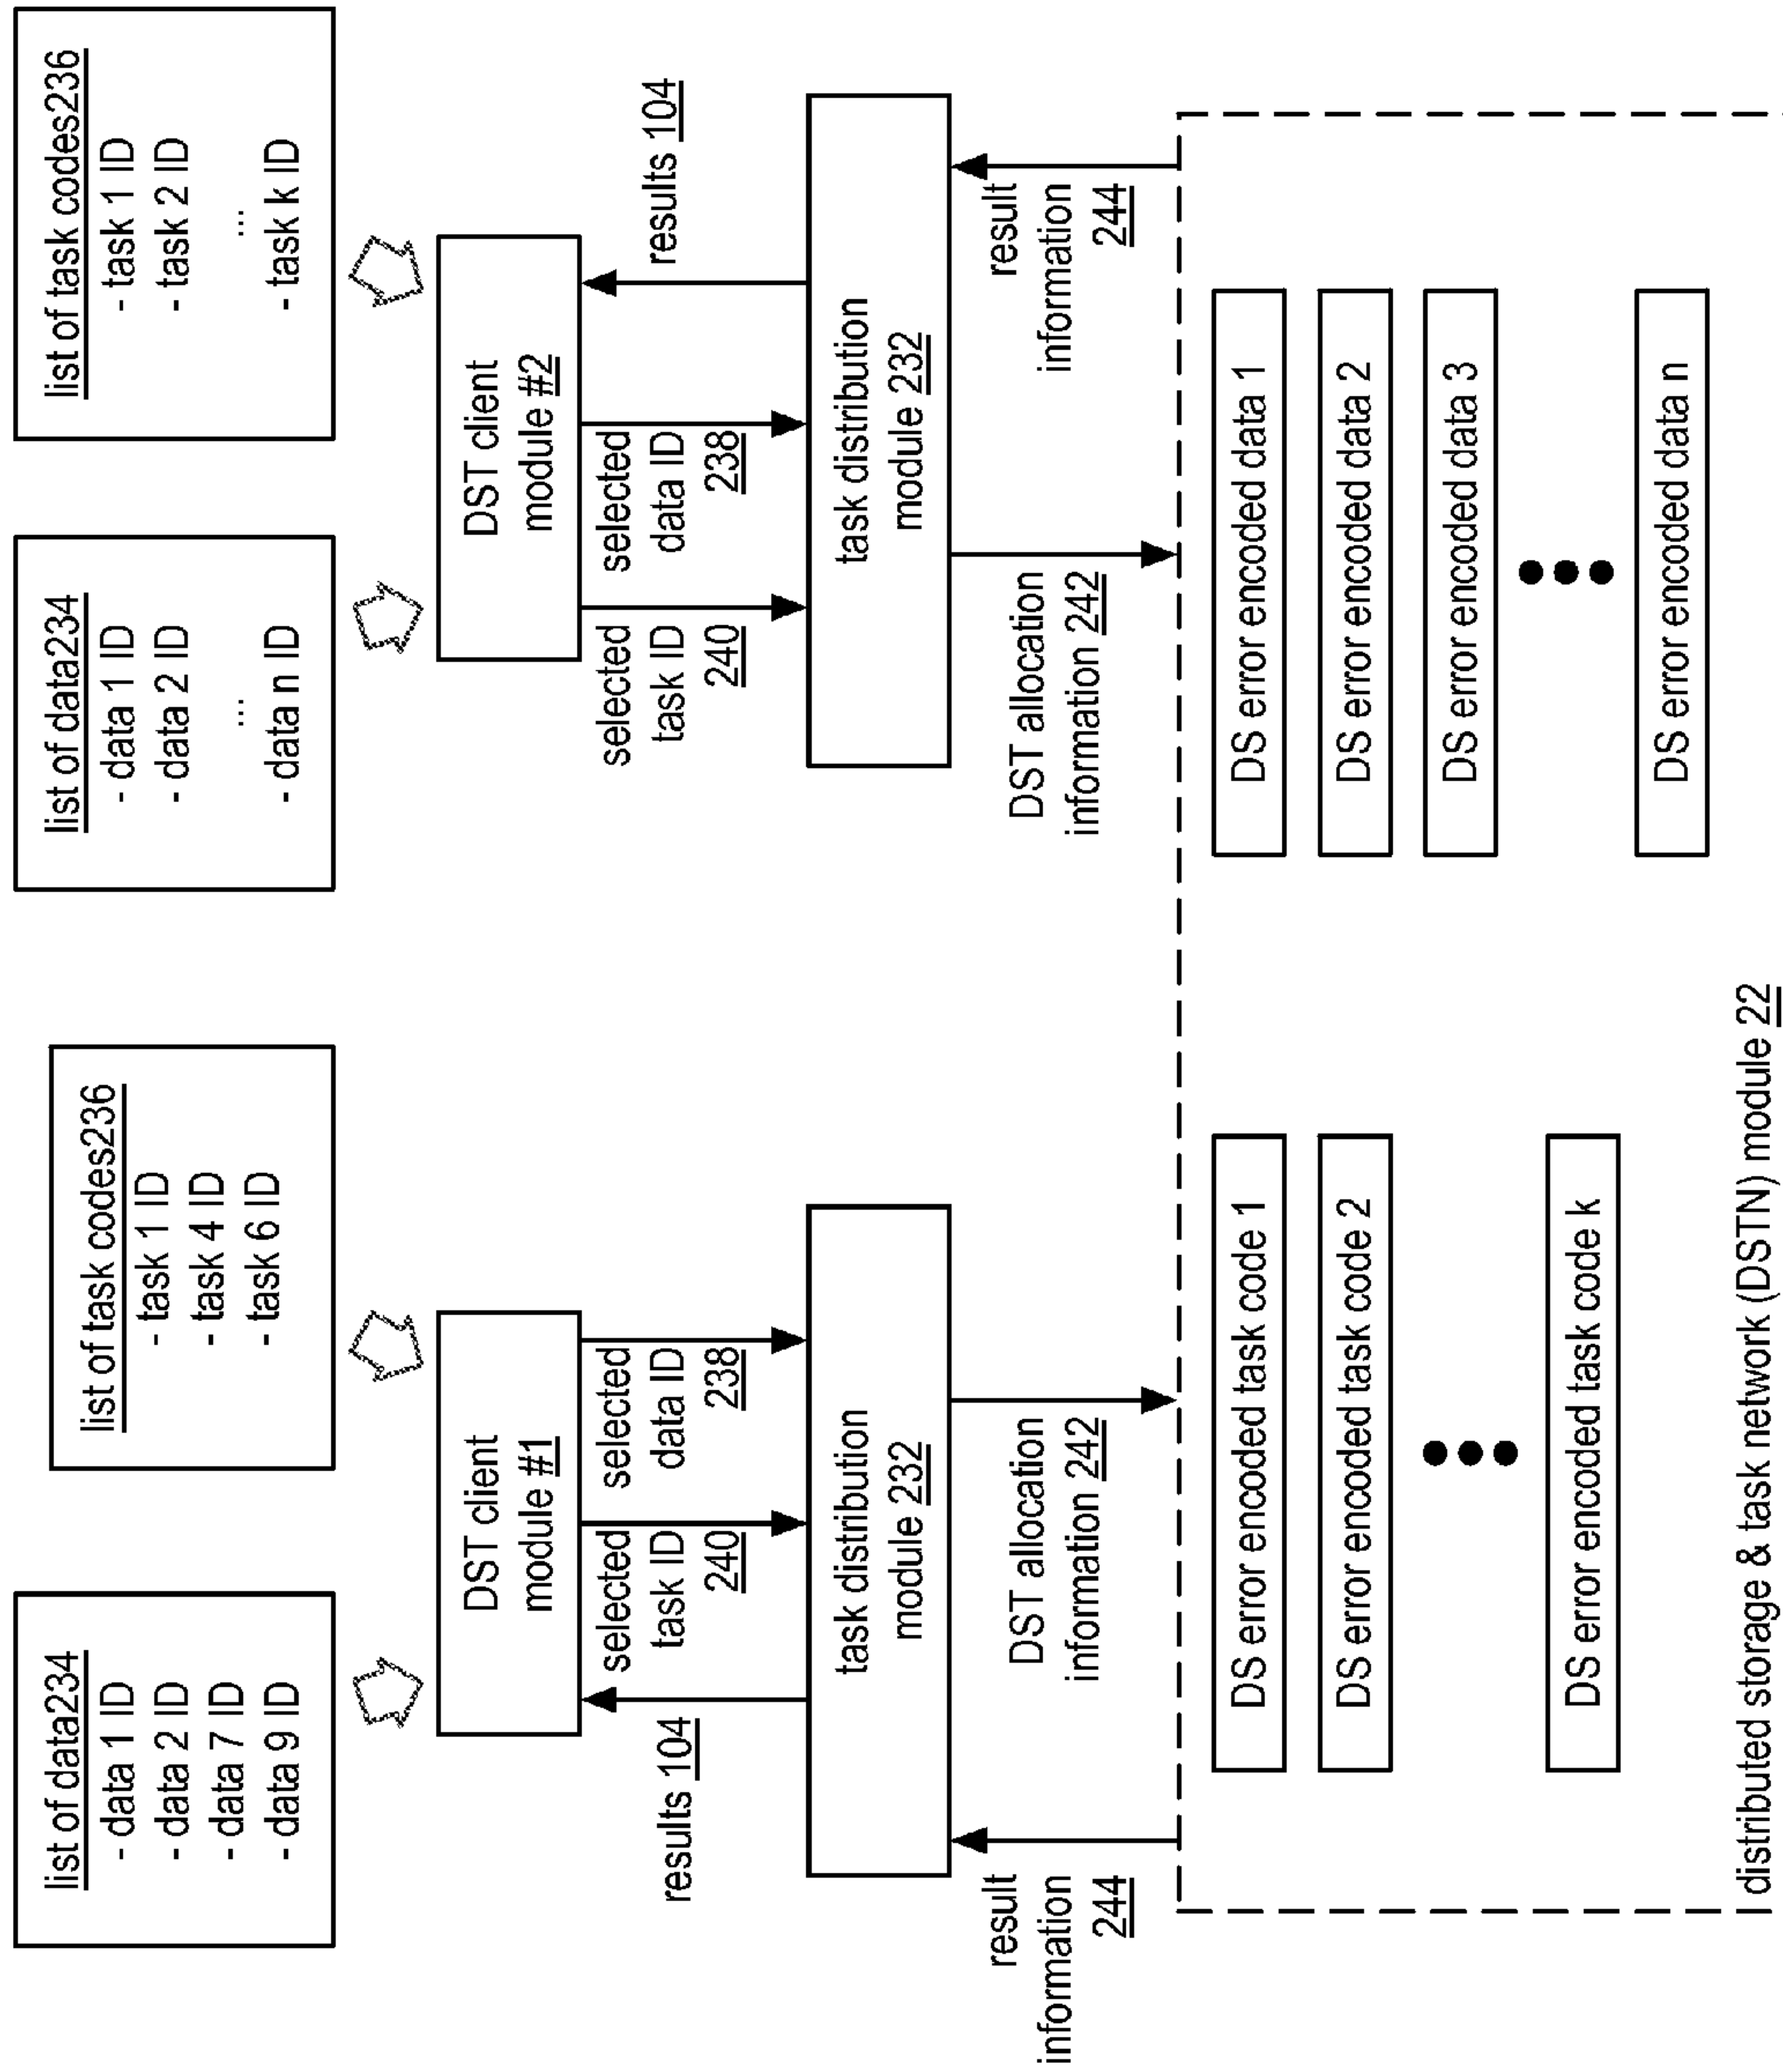 list of data234
- data 1 ID
- data 2 ID
- data 7 ID
- data 9 ID
list of task codes236
- task 1 ID
- task 4 ID
- task 6 ID
DST client
module #1
results 104
selected
task ID
240
selected
data ID
238
task distribution
module 232
result
information
244
DST allocation
information 242
list of data234
- data 1 ID
- data 2 ID
...
- data n ID
list of task codes236
- task 1 ID
- task 2 ID
...
- task k ID
DST client
module #2
selected
task ID
240
selected
data ID
238
results 104
task distribution
module 232
DST allocation
information 242
result
information
244
DS error encoded task code 1
DS error encoded task code 2
DS error encoded task code k
DS error encoded data 1
DS error encoded data 2
DS error encoded data 3
DS error encoded data n
distributed storage & task network (DSTN) module 22